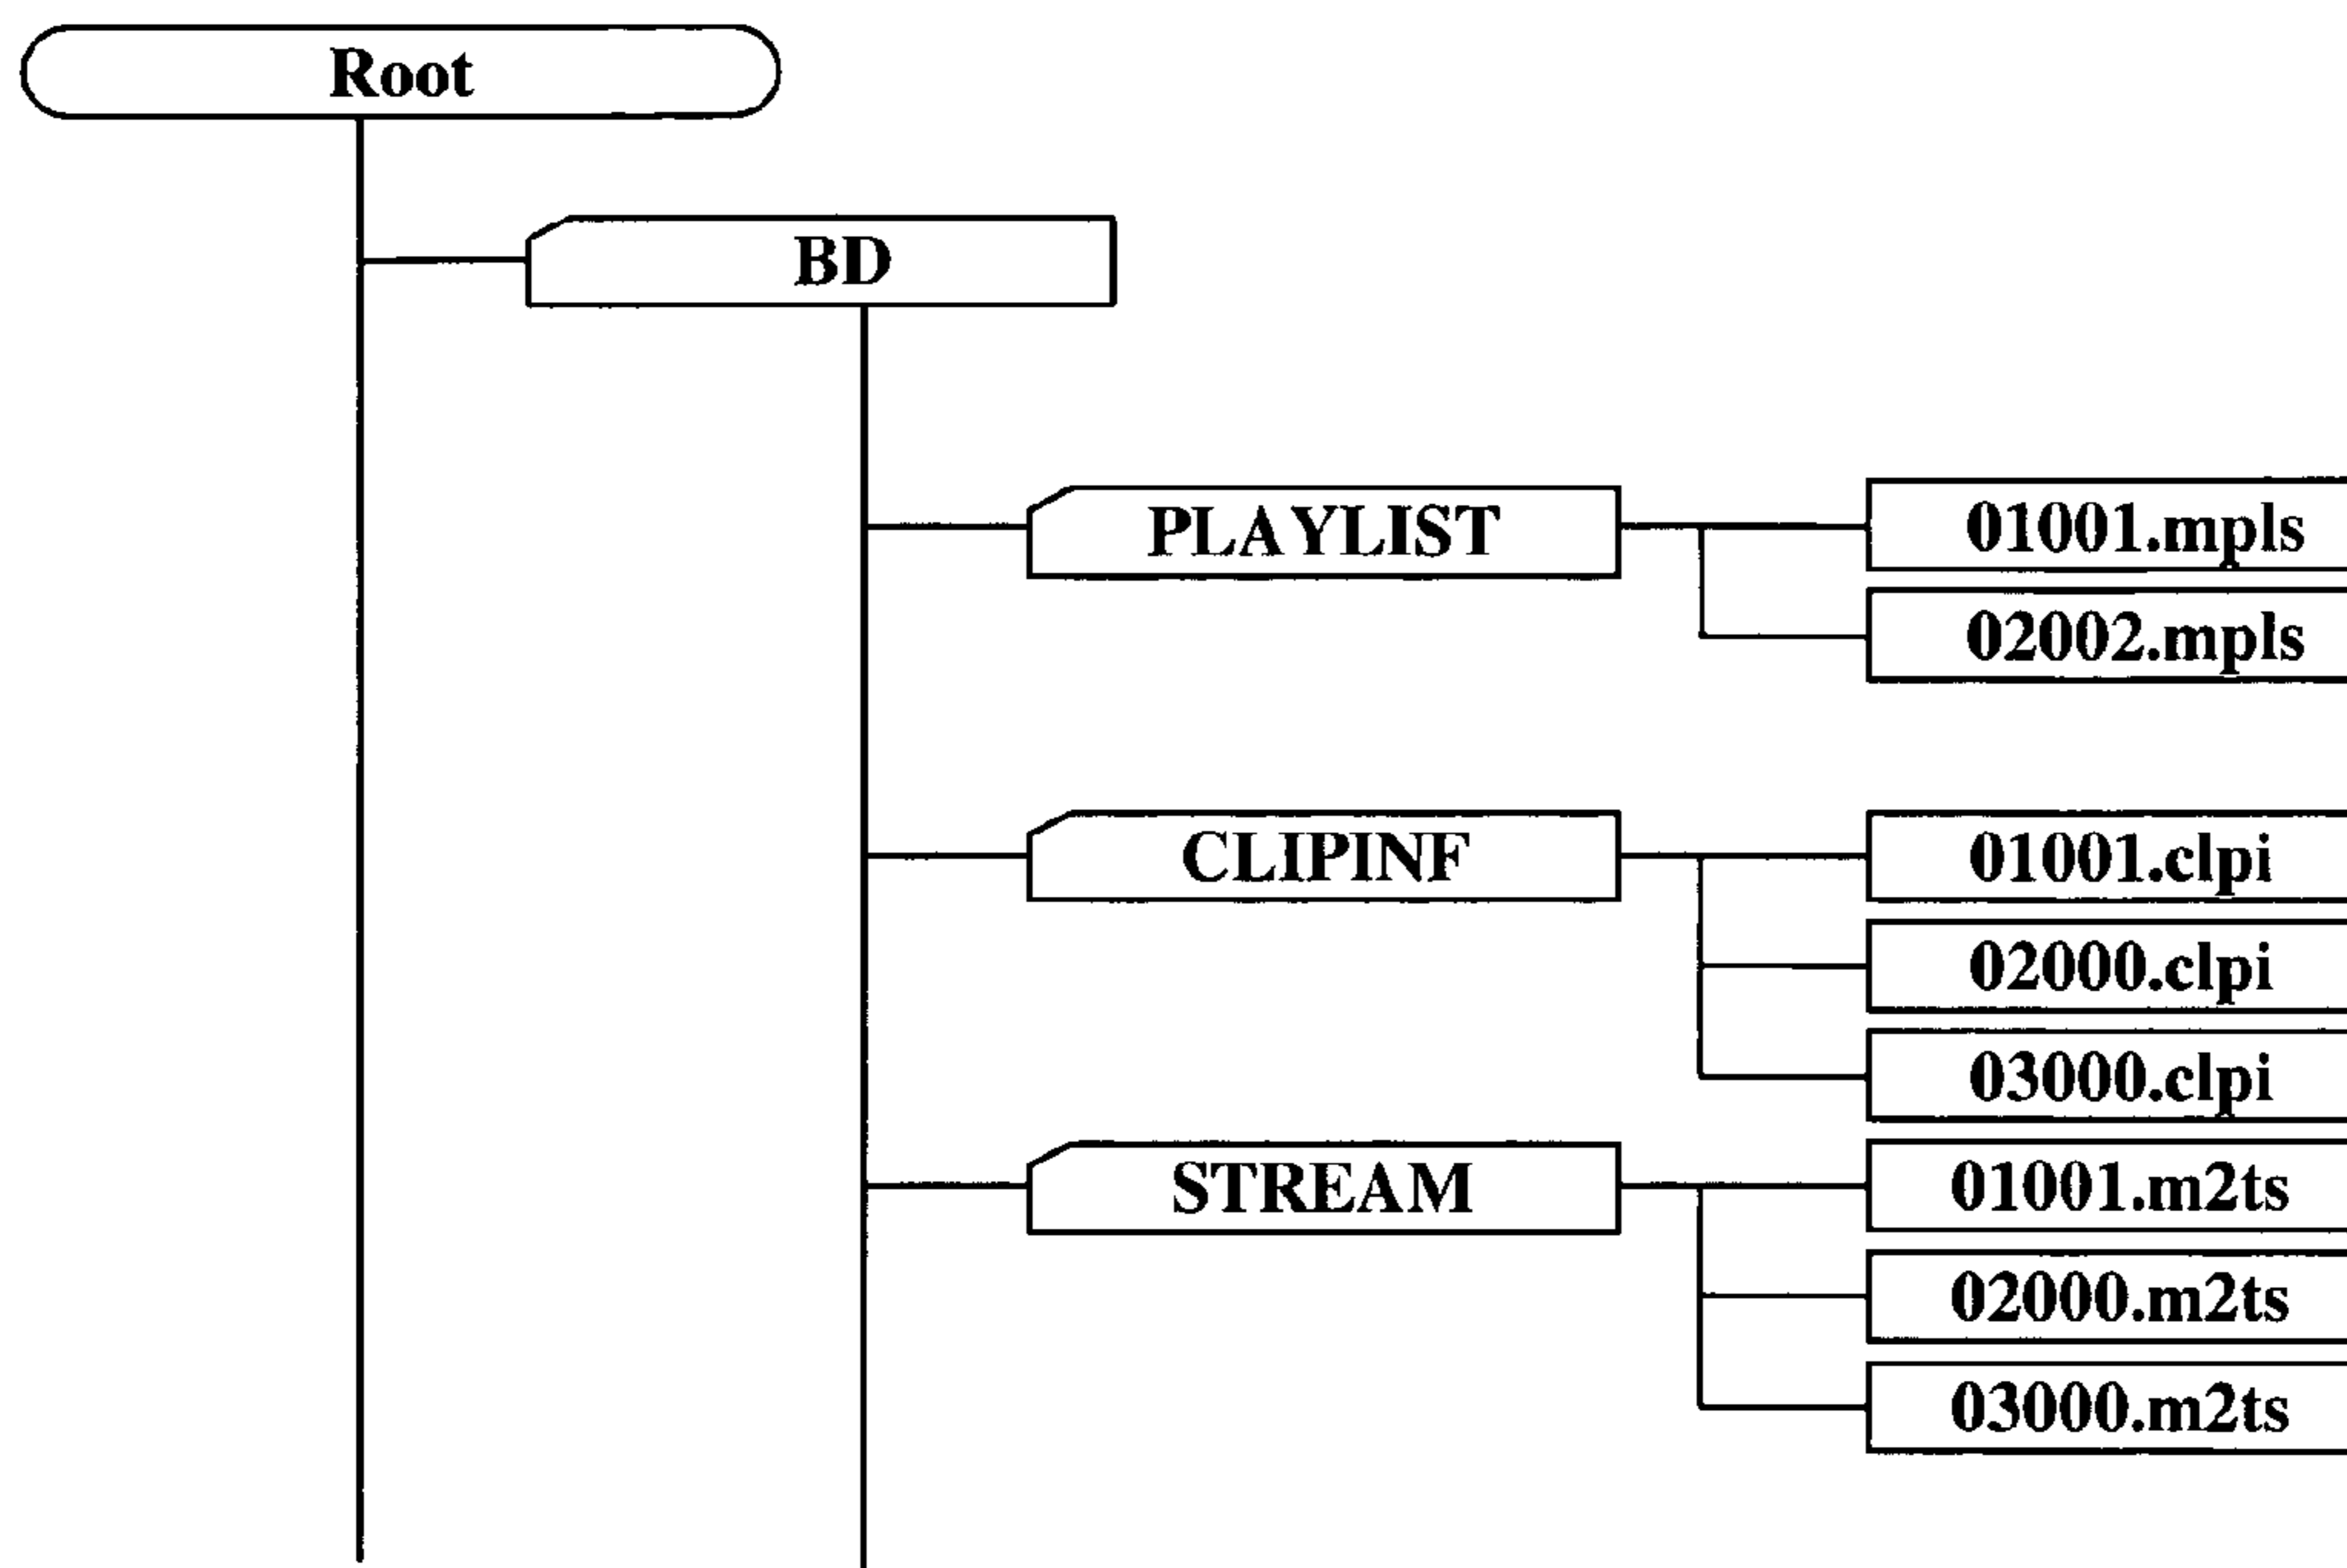 Root
BD
PLAYLIST
01001.mpls
02002.mpls
CLIPINF
01001.clpi
02000.clpi
03000.clpi
STREAM
01001.m2ts
02000.m2ts
03000.m2ts